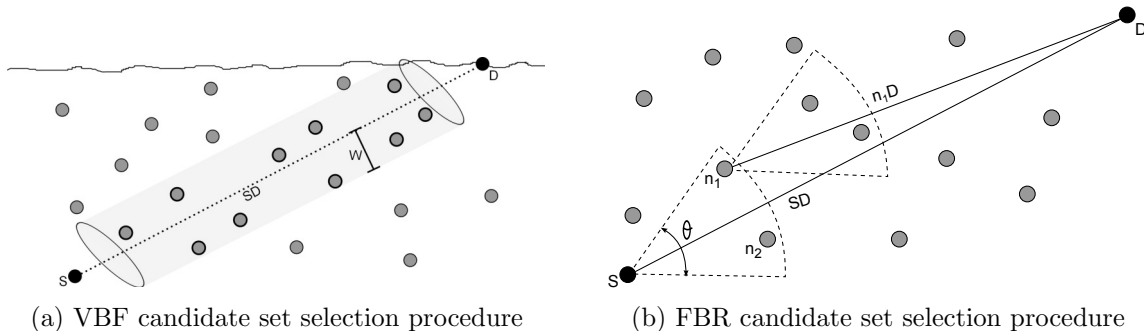 D
W
SD
S
(a) VBF candidate set selection procedure
D
n₁D
n₁
SD
θ
n₂
S
(b) FBR candidate set selection procedure